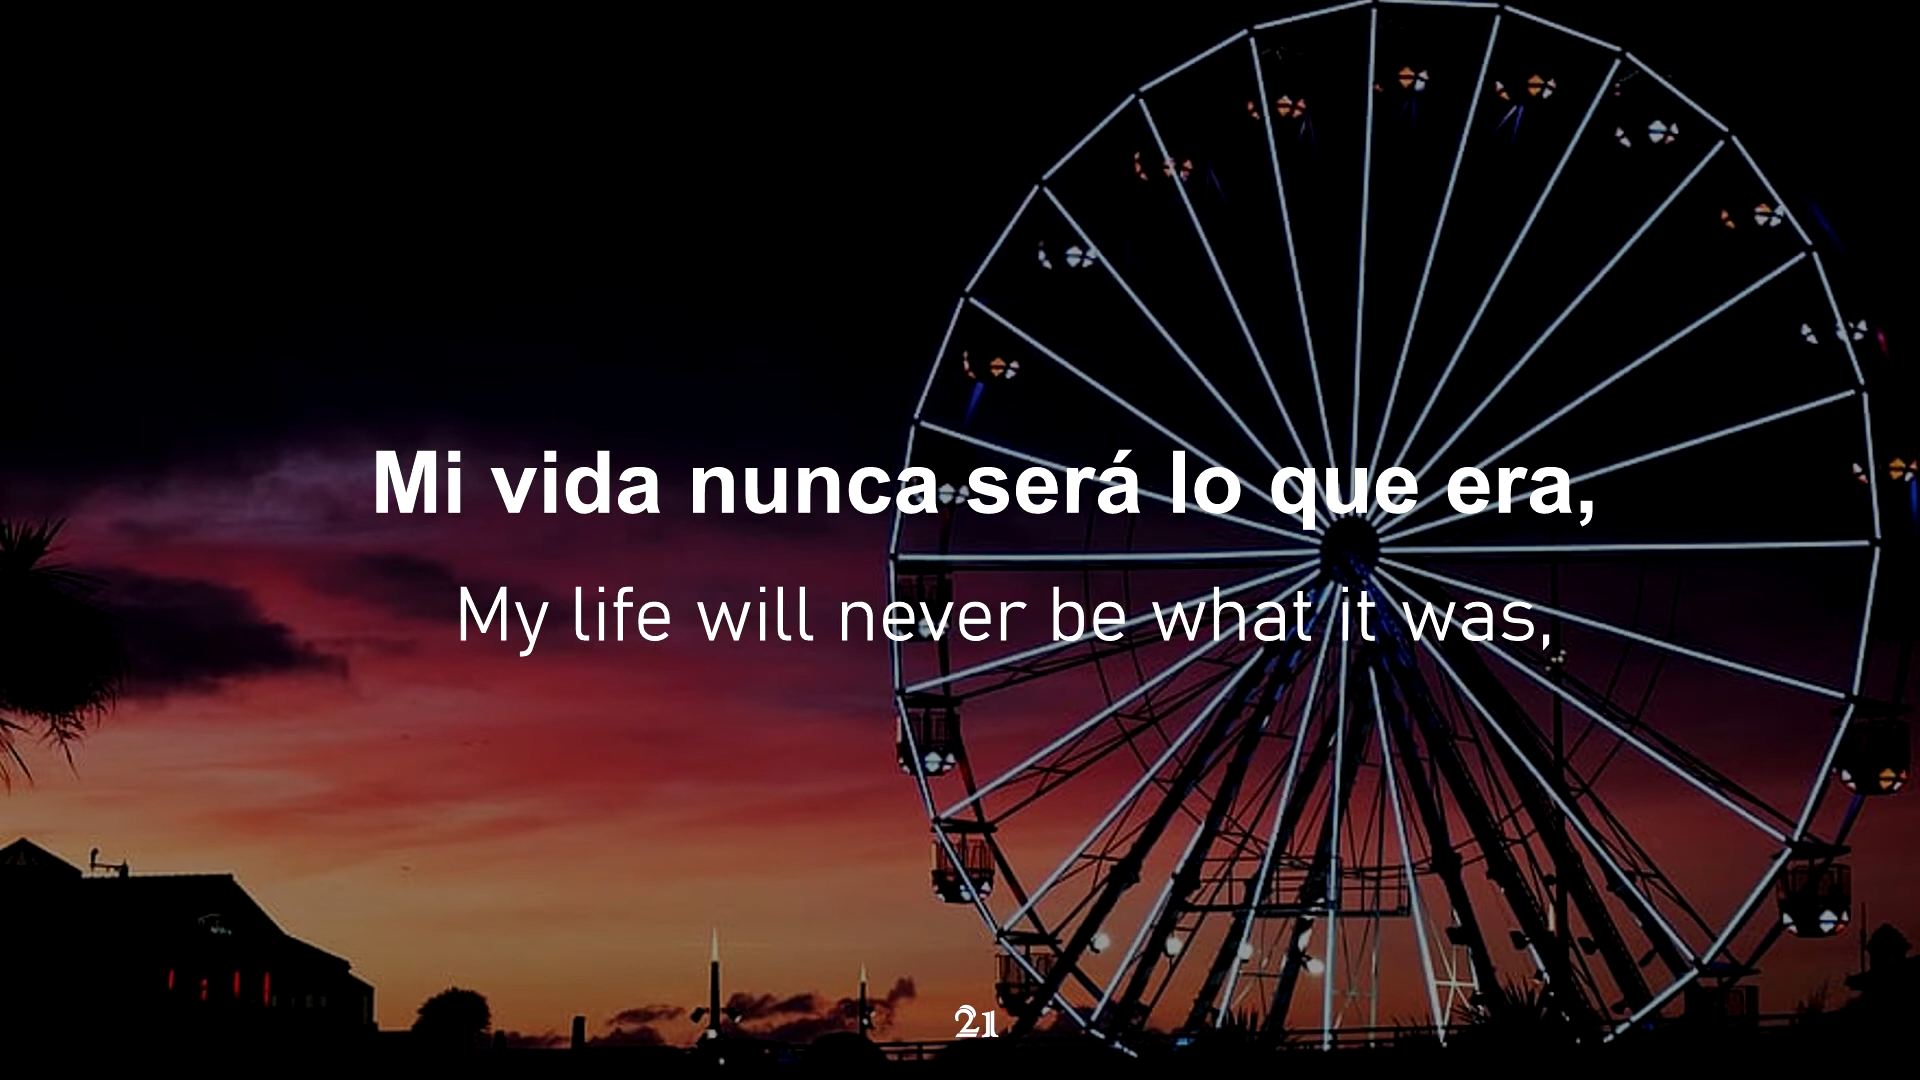 Mi vida nunca será lo que era,
My life will never be what it was,
21